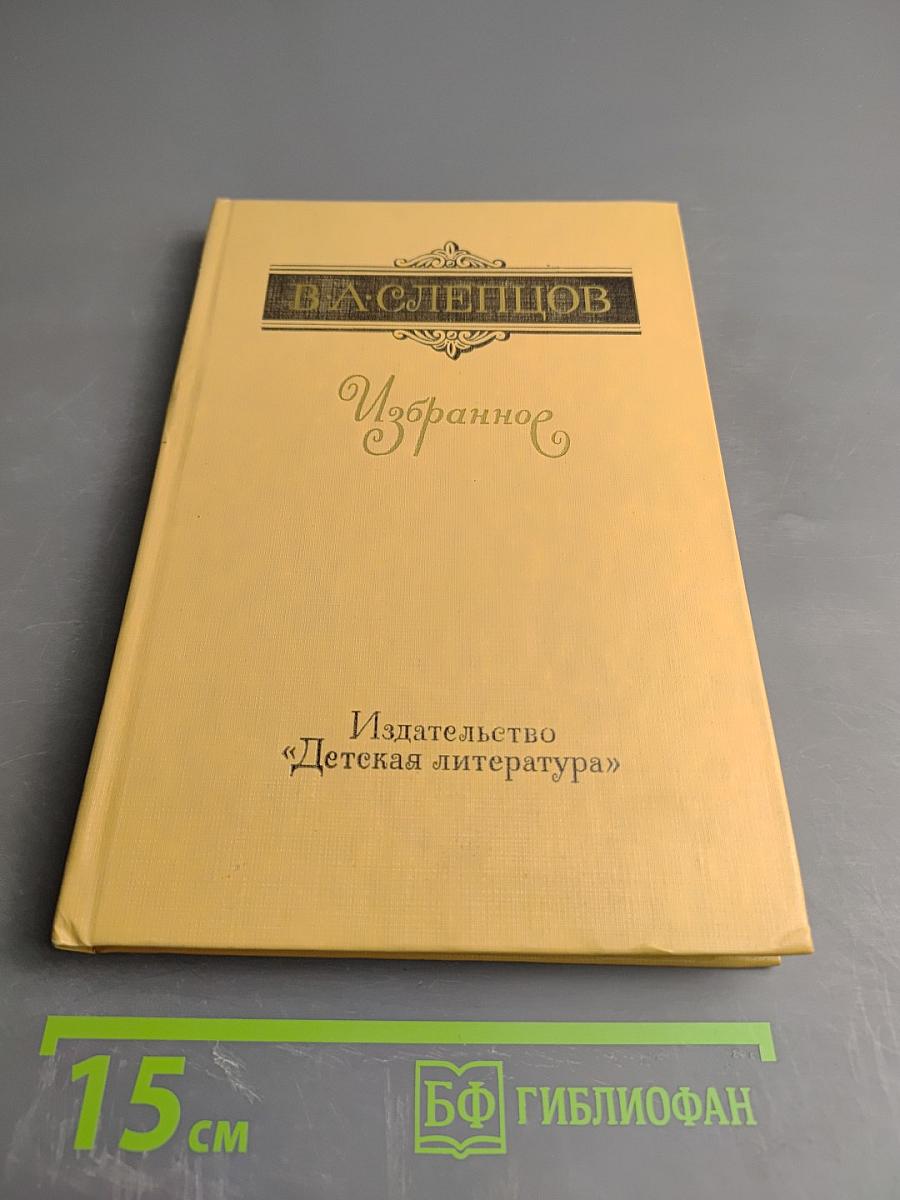 В·А·СЛЕПЦОВ
Избранное
Издательство
«Детская литература»
15 см
БФ ГИБЛИОФАН